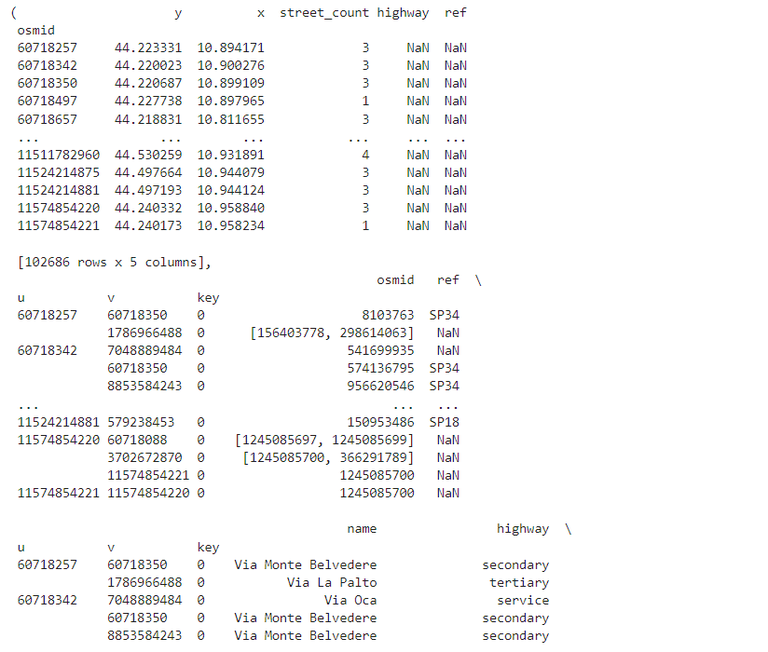 (                     y          x  street_count highway  ref
osmid
60718257     44.223331  10.894171             3     NaN  NaN
60718342     44.220023  10.900276             3     NaN  NaN
60718350     44.220687  10.899109             3     NaN  NaN
60718497     44.227738  10.897965             1     NaN  NaN
60718657     44.218831  10.811655             3     NaN  NaN
...                ...        ...           ...     ...  ...
11511782960  44.530259  10.931891             4     NaN  NaN
11524214875  44.497664  10.944079             3     NaN  NaN
11524214881  44.497193  10.944124             3     NaN  NaN
11574854220  44.240332  10.958840             3     NaN  NaN
11574854221  44.240173  10.958234             1     NaN  NaN
[102686 rows x 5 columns],
osmid   ref  \
u           v           key
60718257    60718350    0                     8103763  SP34
1786966488  0      [156403778, 298614063]   NaN
60718342    7048889484  0                   541699935   NaN
60718350    0                   574136795  SP34
8853584243  0                   956620546  SP34
...                                               ...   ...
11524214881 579238453   0                   150953486  SP18
11574854220 60718088    0    [1245085697, 1245085699]   NaN
3702672870  0     [1245085700, 366291789]   NaN
11574854221 0                  1245085700   NaN
11574854221 11574854220 0                  1245085700   NaN
name                highway  \
u           v           key
60718257    60718350    0    Via Monte Belvedere              secondary
1786966488  0           Via La Palto               tertiary
60718342    7048889484  0                Via Oca                service
60718350    0    Via Monte Belvedere              secondary
8853584243  0    Via Monte Belvedere              secondary